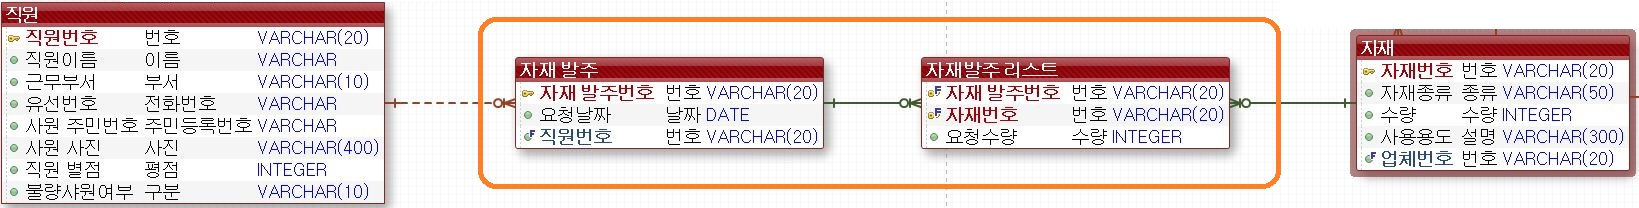 직원
직원번호 번호 VARCHAR(20)
직원이름 이름 VARCHAR
근무부서 부서 VARCHAR(10)
유선번호 전화번호 VARCHAR
사원 주민번호 주민등록번호 VARCHAR
사원 사진 사진 VARCHAR(400)
직원 별점 평점 INTEGER
불량샤원여부 구분 VARCHAR(10)
자재 발주
자재 발주번호 번호 VARCHAR(20)
요청날짜 날짜 DATE
직원번호 번호 VARCHAR(20)
자재발주 리스트
자재 발주번호 번호 VARCHAR(20)
자재번호 번호 VARCHAR(20)
요청수량 수량 INTEGER
자재
자재번호 번호 VARCHAR(20)
자재종류 종류 VARCHAR(50)
수량 수량 INTEGER
사용용도 설명 VARCHAR(300)
업체번호 번호 VARCHAR(20)